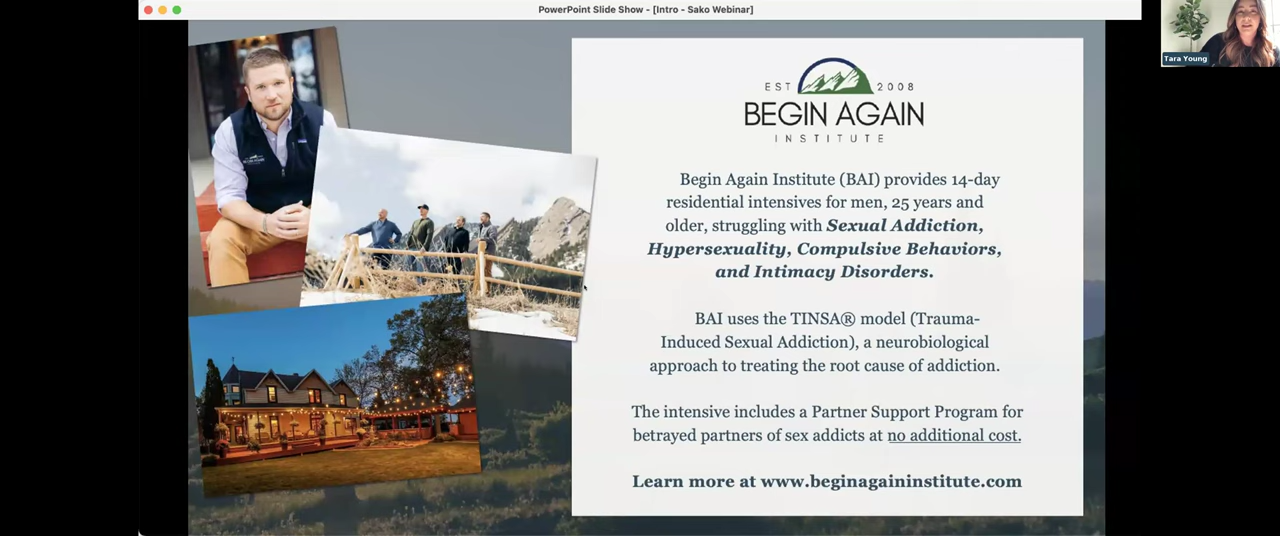 PowerPoint Slide Show - [Intro - Sako Webinar]
Tara Young
EST 2008
BEGIN AGAIN
INSTITUTE
Begin Again Institute (BAI) provides 14-day
residential intensives for men, 25 years and
older, struggling with Sexual Addiction,
Hypersexuality, Compulsive Behaviors,
and Intimacy Disorders.
BAI uses the TINSA® model (Trauma-
Induced Sexual Addiction), a neurobiological
approach to treating the root cause of addiction.
The intensive includes a Partner Support Program for
betrayed partners of sex addicts at no additional cost.
Learn more at www.beginagaininstitute.com